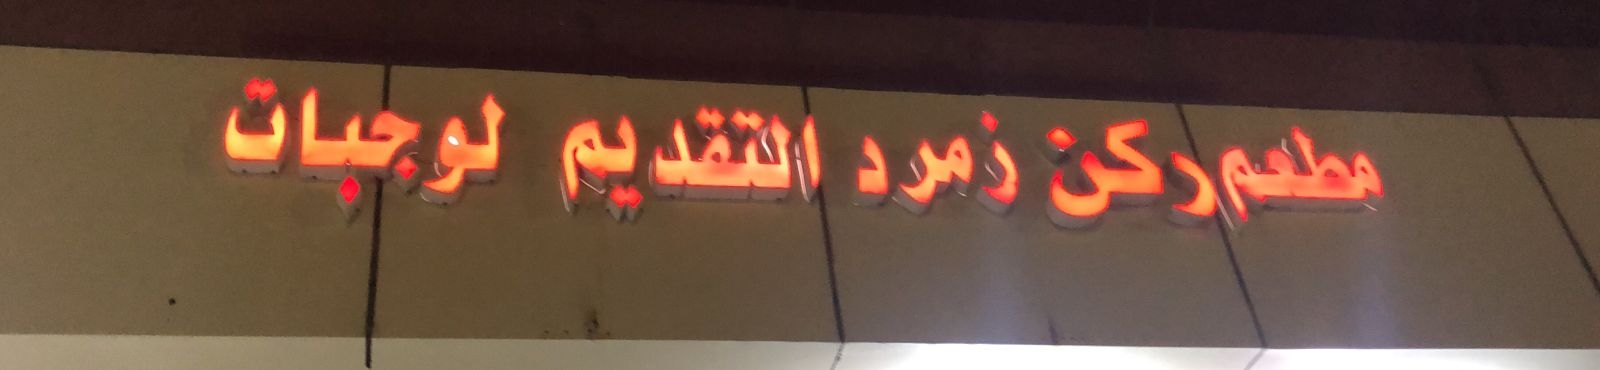 مطعم ركن زمرد التقديم لوجبات